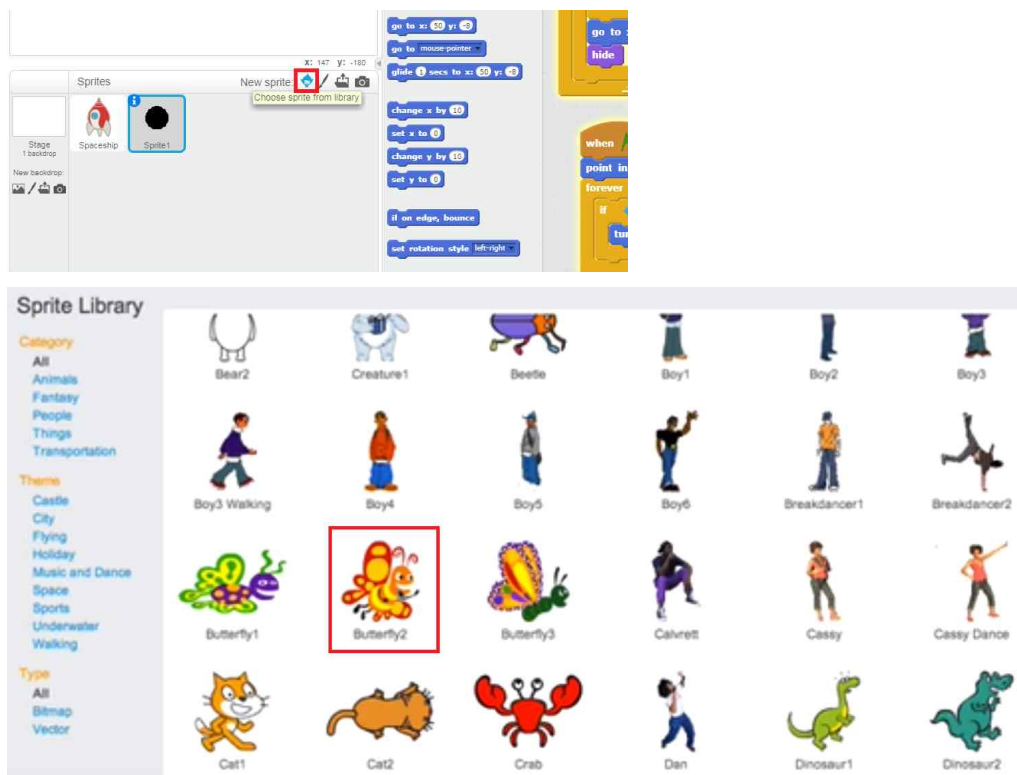 go to x: 50 y: -8
go to mouse-pointer
glide 1 secs to x: 50 y: -8
change x by 10
set x to 0
change y by 10
set y to 0
if on edge, bounce
set rotation style left-right
go to
hide
when
point in
forever
if
X: 147 y: -180
Sprites
New sprite:
Choose sprite from library
Stage
1 backdrop
New backdrop:
Spaceship
Sprite1
Sprite Library
Category
All
Animals
Fantasy
People
Things
Transportation
Theme
Castle
City
Flying
Holiday
Music and Dance
Space
Sports
Underwater
Walking
Type
All
Bitmap
Vector
Bear2 Creature1 Beetle Boy1 Boy2 Boy3
Boy3 Walking Boy4 Boy5 Boy6 Breakdancer1 Breakdancer2
Butterfly1 Butterfly2 Butterfly3 Calvrett Cassy Cassy Dance
Cat1 Cat2 Crab Dan Dinosaur1 Dinosaur2